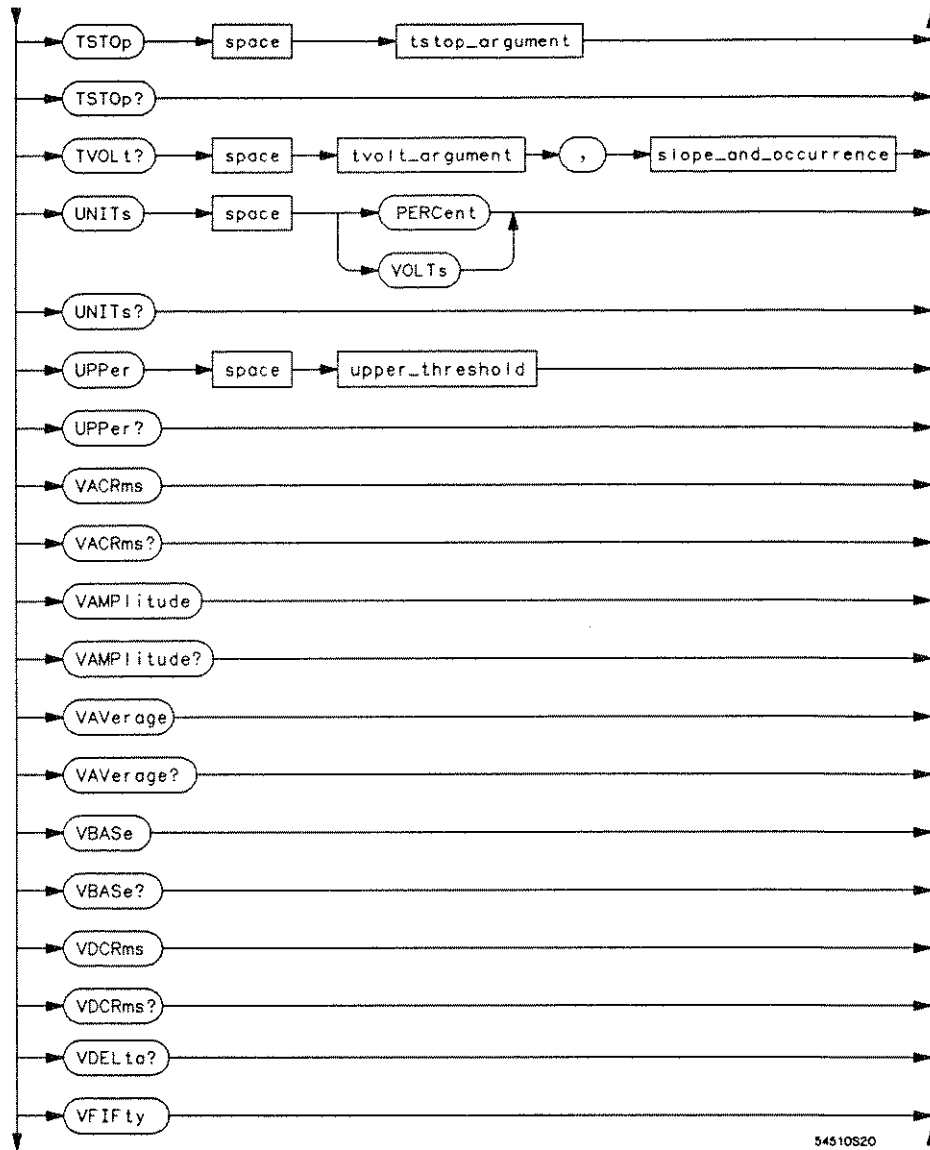 TSTOp space tstop_argument
TSTOp?
TVOLt? space tvolt_argument , slope_and_occurrence
UNITs space PERCent
VOLTs
UNITs?
UPPer space upper_threshold
UPPer?
VACRms
VACRms?
VAMPlitude
VAMPlitude?
VAVerage
VAVerage?
VBASe
VBASe?
VDCRms
VDCRms?
VDELta?
VFIFty
54510S20